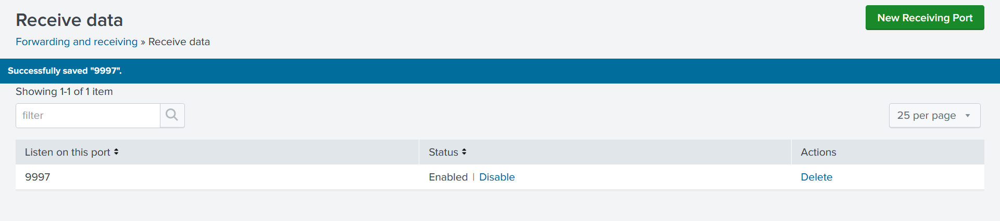 Receive data
New Receiving Port
Forwarding and receiving » Receive data
Successfully saved "9997".
Showing 1-1 of 1 item
filter
25 per page
Listen on this port Status Actions
9997 Enabled | Disable Delete